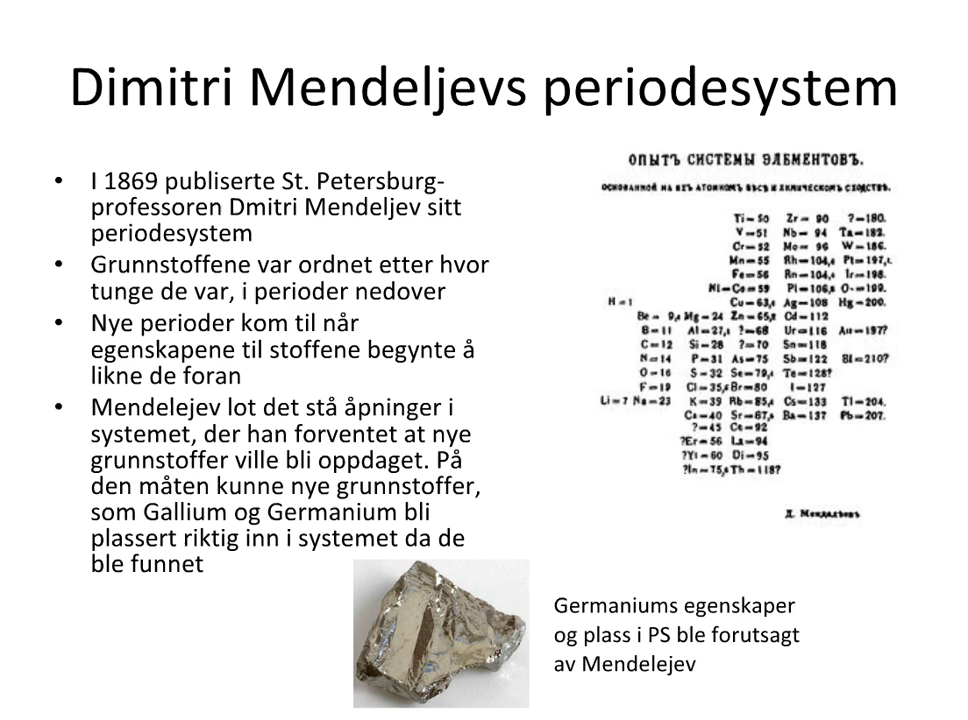 Dimitri Mendeljevs periodesystem
• I 1869 publiserte St. Petersburg-
professoren Dmitri Mendeljev sitt
periodesystem
• Grunnstoffene var ordnet etter hvor
tunge de var, i perioder nedover
• Nye perioder kom til når
egenskapene til stoffene begynte å
likne de foran
• Mendelejev lot det stå åpninger i
systemet, der han forventet at nye
grunnstoffer ville bli oppdaget. På
den måten kunne nye grunnstoffer,
som Gallium og Germanium bli
plassert riktig inn i systemet da de
ble funnet
ОПЫТЪ СИСТЕМЫ ЭЛЕМЕНТОВЪ.
ОСНОВАННОЙ НА ИХЪ АТОМНОМЪ ВѢСѢ И ХИМИЧЕСКОМЪ СХОДСТВѢ.
Ti=50 Zr=90 ?=180.
V=51 Nb=94 Ta=182.
Cr=52 Mo=96 W=186.
Mn=55 Rh=104,4 Pt=197,1.
Fe=56 Rn=104,4 Ir=198.
Ni=Co=59 Pl=106,6 O-=199.
H=1 Cu=63,4 Ag=108 Hg=200.
Be=9,4 Mg=24 Zn=65,2 Cd=112
B=11 Al=27,1 ?=68 Ur=116 Au=197?
C=12 Si=28 ?=70 Sn=118
N=14 P=31 As=75 Sb=122 Bi=210?
O=16 S=32 Se=79,4 Te=128?
F=19 Cl=35,5 Br=80 I=127
Li=7 Na=23 K=39 Rb=85,4 Cs=133 Tl=204.
Ca=40 Sr=87,6 Ba=137 Pb=207.
?=45 Ce=92
?Er=56 La=94
?Yt=60 Di=95
?In=75,6 Th=118?
Д. Менделѣевъ
Germaniums egenskaper
og plass i PS ble forutsagt
av Mendelejev